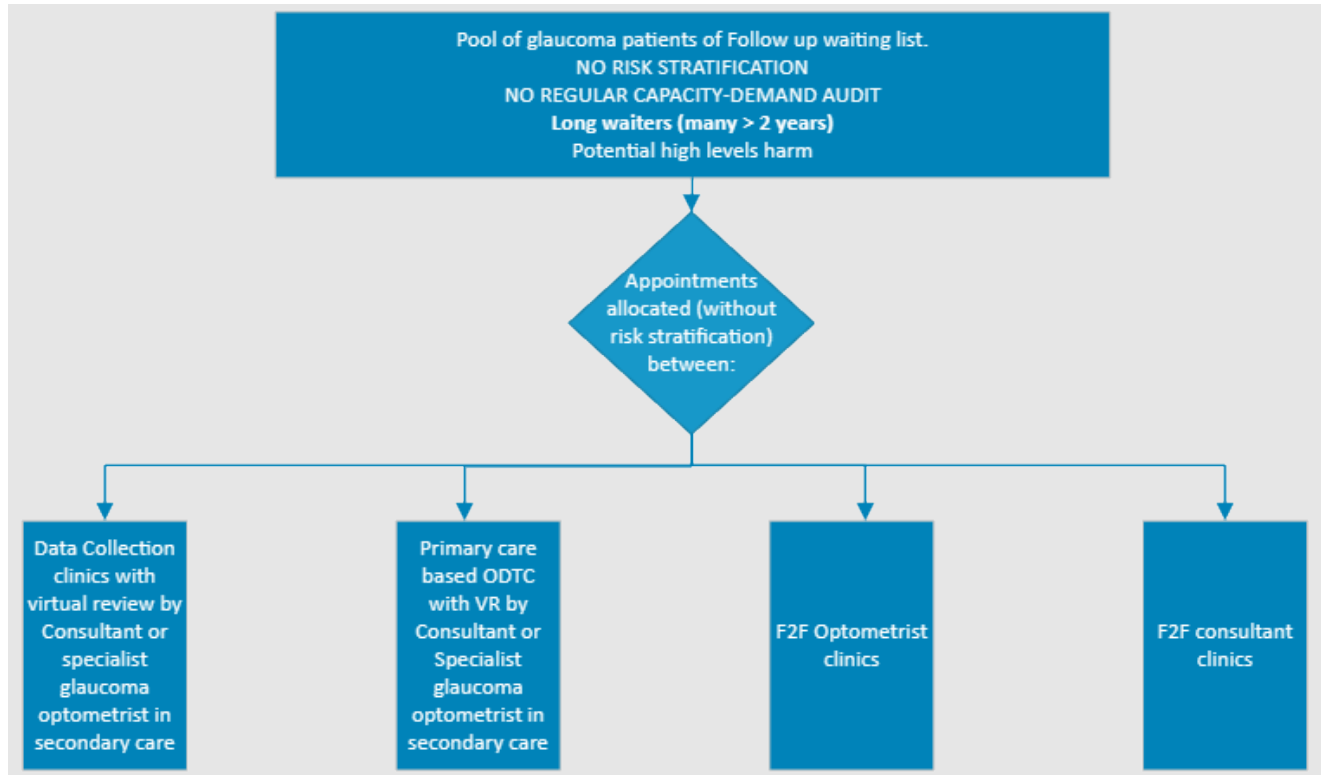 Pool of glaucoma patients of Follow up waiting list.
NO RISK STRATIFICATION
NO REGULAR CAPACITY-DEMAND AUDIT
Long waiters (many > 2 years)
Potential high levels harm
Appointments
allocated (without
risk stratification)
between:
Data Collection
clinics with
virtual review by
Consultant or
specialist
glaucoma
optometrist in
secondary care
Primary care
based ODTC
with VR by
Consultant or
Specialist
glaucoma
optometrist in
secondary care
F2F Optometrist
clinics
F2F consultant
clinics